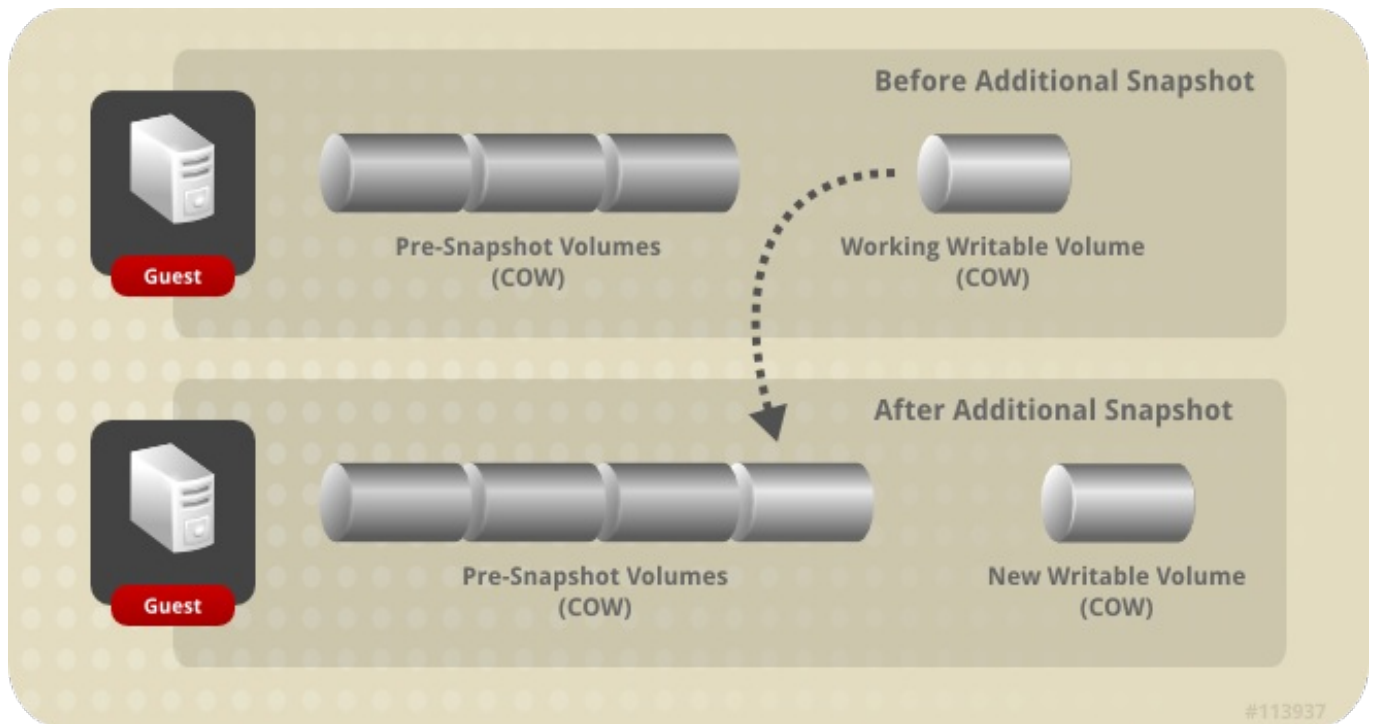 Before Additional Snapshot
Guest
Pre-Snapshot Volumes
(COW)
Working Writable Volume
(COW)
After Additional Snapshot
Guest
Pre-Snapshot Volumes
(COW)
New Writable Volume
(COW)
#113937